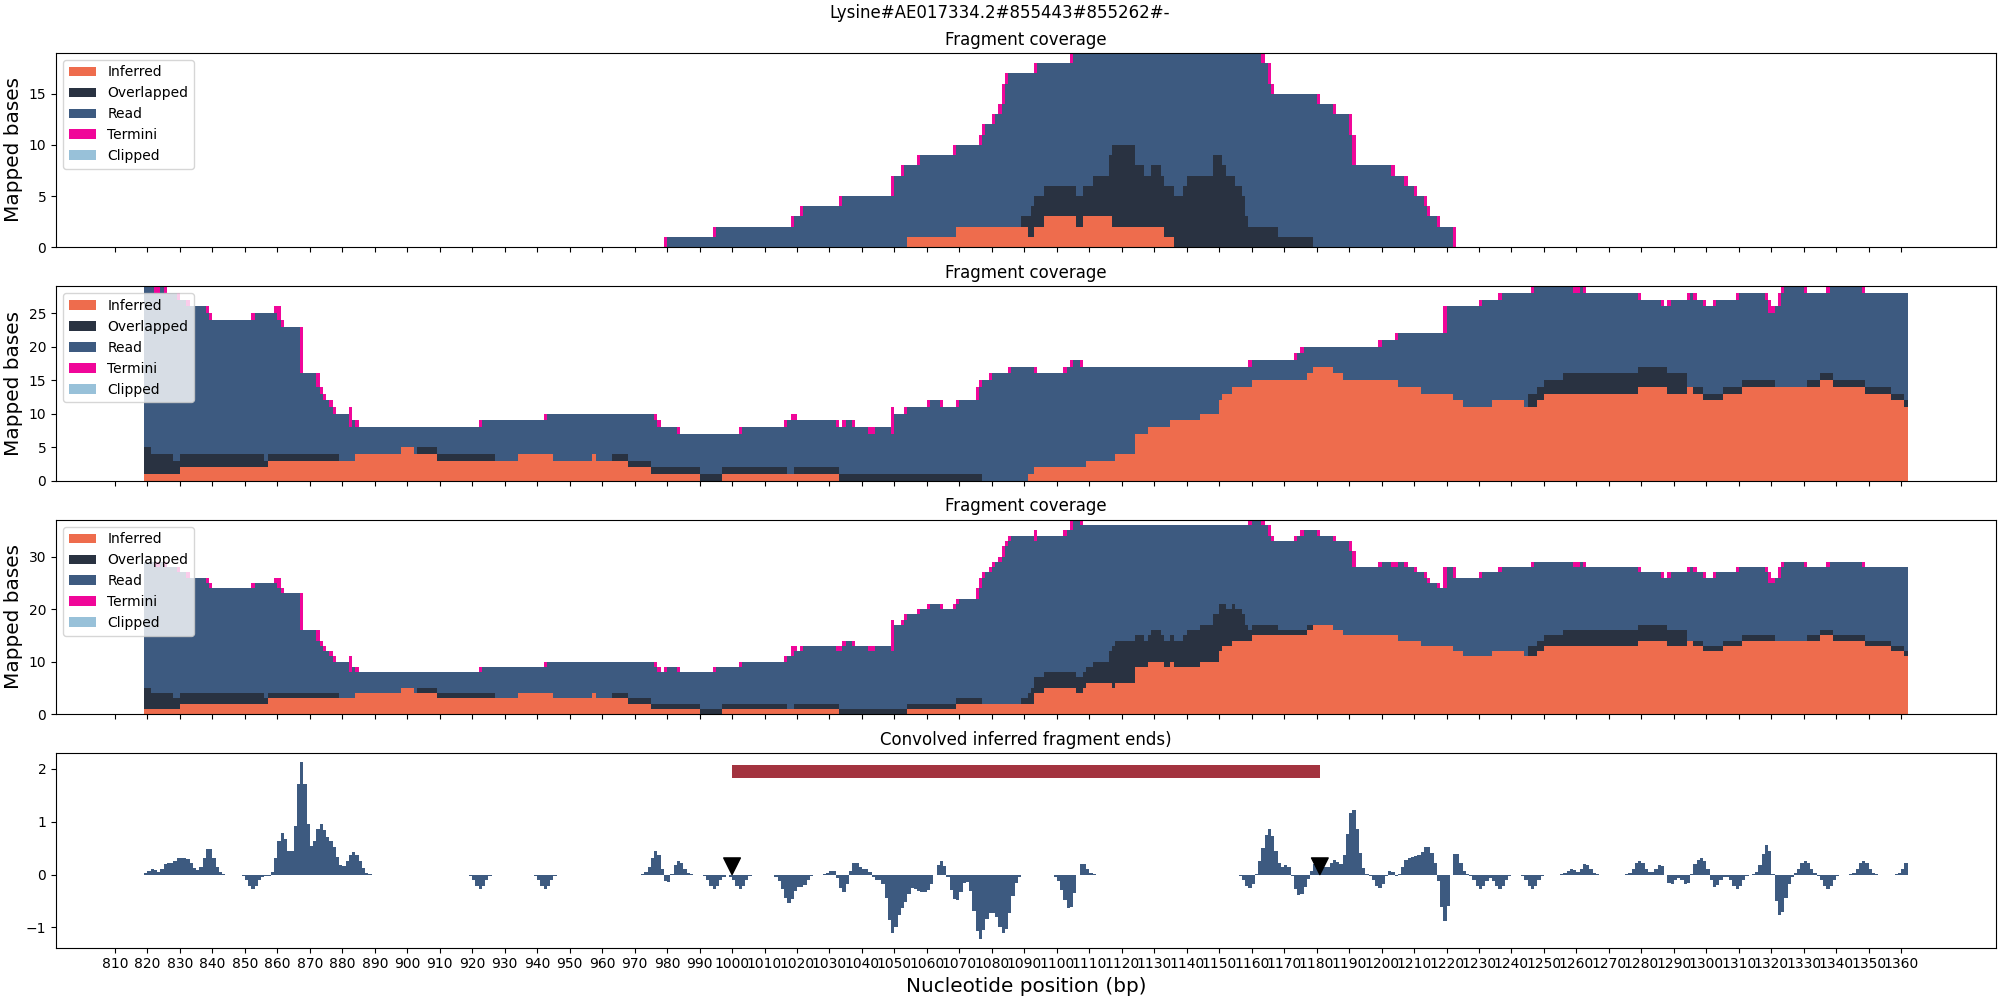 Lysine#AE017334.2#855443#855262#-
Fragment coverage
Mapped bases
15
10
5
0
Inferred
Overlapped
Read
Termini
Clipped
Fragment coverage
Mapped bases
25
20
15
10
5
0
Inferred
Overlapped
Read
Termini
Clipped
Fragment coverage
Mapped bases
30
20
10
0
Inferred
Overlapped
Read
Termini
Clipped
Convolved inferred fragment ends)
2
1
0
−1
810 820 830 840 850 860 870 880 890 900 910 920 930 940 950 960 970 980 990 1000 1010 1020 1030 1040 1050 1060 1070 1080 1090 1100 1110 1120 1130 1140 1150 1160 1170 1180 1190 1200 1210 1220 1230 1240 1250 1260 1270 1280 1290 1300 1310 1320 1330 1340 1350 1360
Nucleotide position (bp)